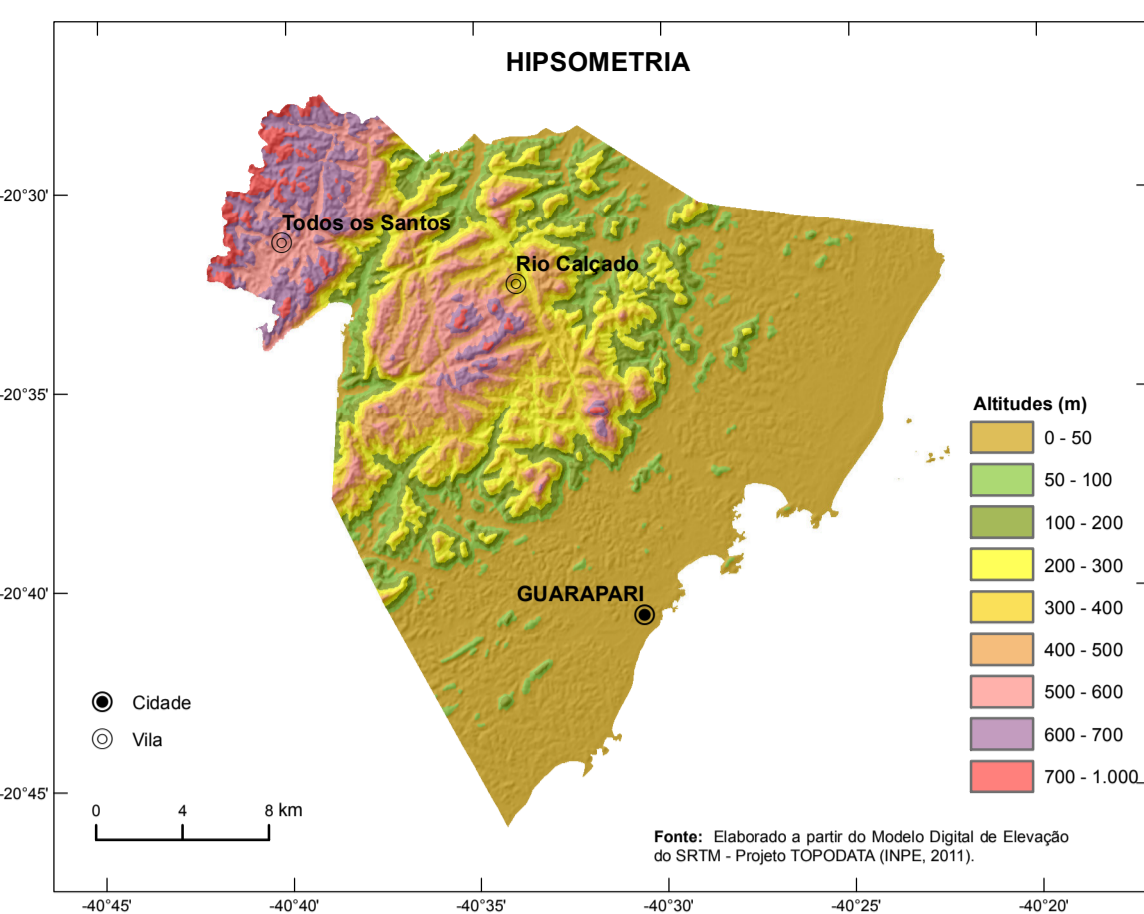 HIPSOMETRIA
-20°30'
Todos os Santos
Rio Calçado
-20°35'
Altitudes (m)
0 - 50
50 - 100
100 - 200
200 - 300
300 - 400
400 - 500
500 - 600
600 - 700
700 - 1.000
-20°40'
GUARAPARI
Cidade
Vila
-20°45'
0 4 8 km
Fonte: Elaborado a partir do Modelo Digital de Elevação
do SRTM - Projeto TOPODATA (INPE, 2011).
-40°45' -40°40' -40°35' -40°30' -40°25' -40°20'